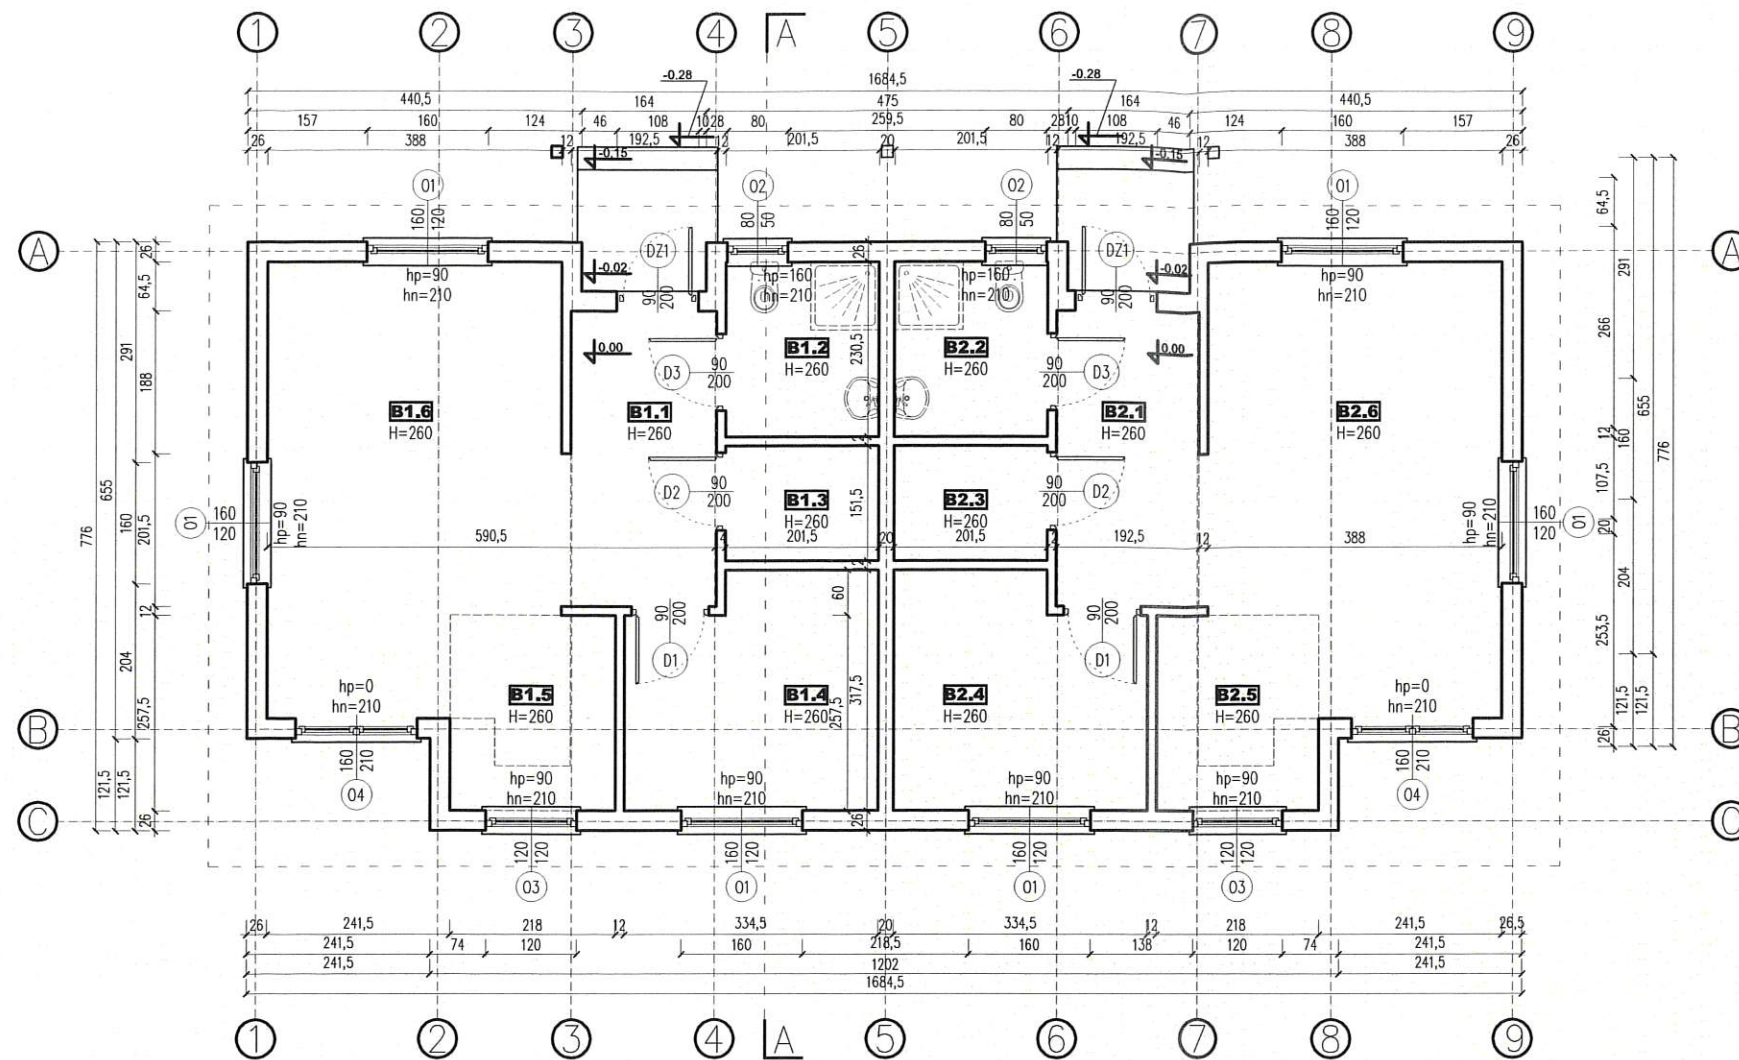 1 2 3 4 A 5 6 7 8 9
-0.28 -0.28
1684,5
440,5 164 475 164 440,5
157 160 124 46 108 10 28 80 259,5 80 28 10 108 46 124 160 157
26 388 12 192,5 12 201,5 20 201,5 12 192,5 12 388 26
-0.15 -0.15
01 02 02 01
160 120 80 50 80 50 160 120
A A
DZ1 DZ1
hp=90 hp=160 hp=160 hp=90
hn=210 hn=210 hn=210 hn=210
-0.02 -0.02
90 200 90 200
0.00 0.00
B1.2 B2.2
H=260 H=260
D3 90 200 90 200 D3
B1.6 B1.1 B2.1 B2.6
H=260 H=260 H=260 H=260
D2 90 200 90 200 D2
B1.3 B2.3
H=260 H=260
01 160 120 hp=90 hn=210
hp=90 hn=210 160 120 01
590,5 201,5 20 201,5 192,5 12 388
90 200 90 200
D1 D1
hp=0 hp=0
hn=210 hn=210
B1.5 B1.4 B2.4 B2.5
H=260 H=260 H=260 H=260
B B
160 210 160 210
04 04
hp=90 hp=90 hp=90 hp=90
hn=210 hn=210 hn=210 hn=210
C C
120 120 160 120 160 120 120 120
03 01 01 03
776
655 121,5
291 160 204 121,5
26 64,5 188 201,5 12 257,5 26
26 230,5 151,5 60 317,5 257,5 26
64,5 266 12 107,5 20 253,5 26
291 160 204 121,5
655 121,5
776
26 241,5 218 12 334,5 20 334,5 12 218 241,5 26,5
241,5 74 120 160 218,5 160 138 120 74 241,5
241,5 1202 241,5
1684,5
1 2 3 4 A 5 6 7 8 9